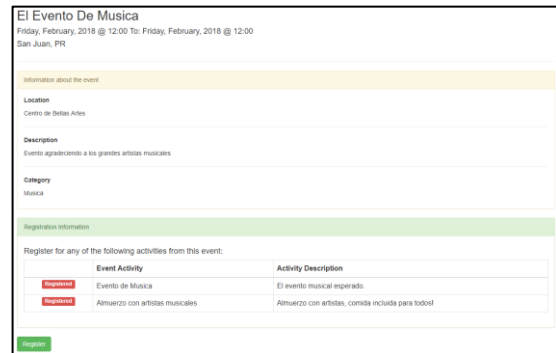 El Evento De Musica
Friday, February, 2018 @ 12:00 To: Friday, February, 2018 @ 12:00
San Juan, PR
Information about the event
Location
Centro de Bellas Artes
Description
Evento agradeciendo a los grandes artistas musicales
Category
Musica
Registration Information
Register for any of the following activities from this event:
Event Activity Activity Description
Registered Evento de Musica El evento musical esperado.
Registered Almuerzo con artistas musicales Almuerzo con artistas, comida incluida para todos!
Register